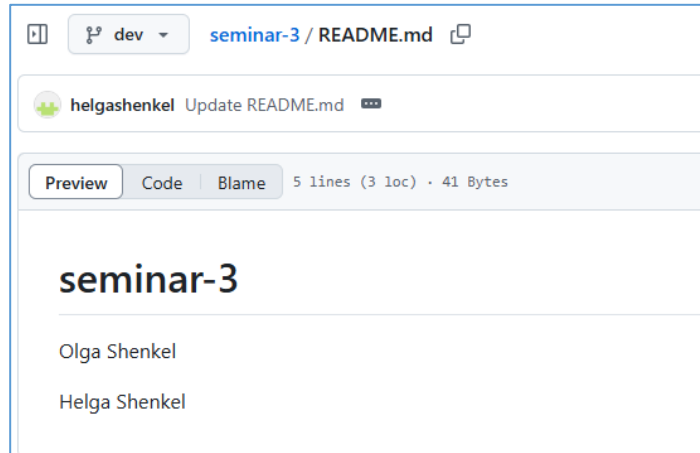 dev seminar-3 / README.md
helgashenkel Update README.md
Preview Code Blame 5 lines (3 loc) · 41 Bytes
seminar-3
Olga Shenkel
Helga Shenkel